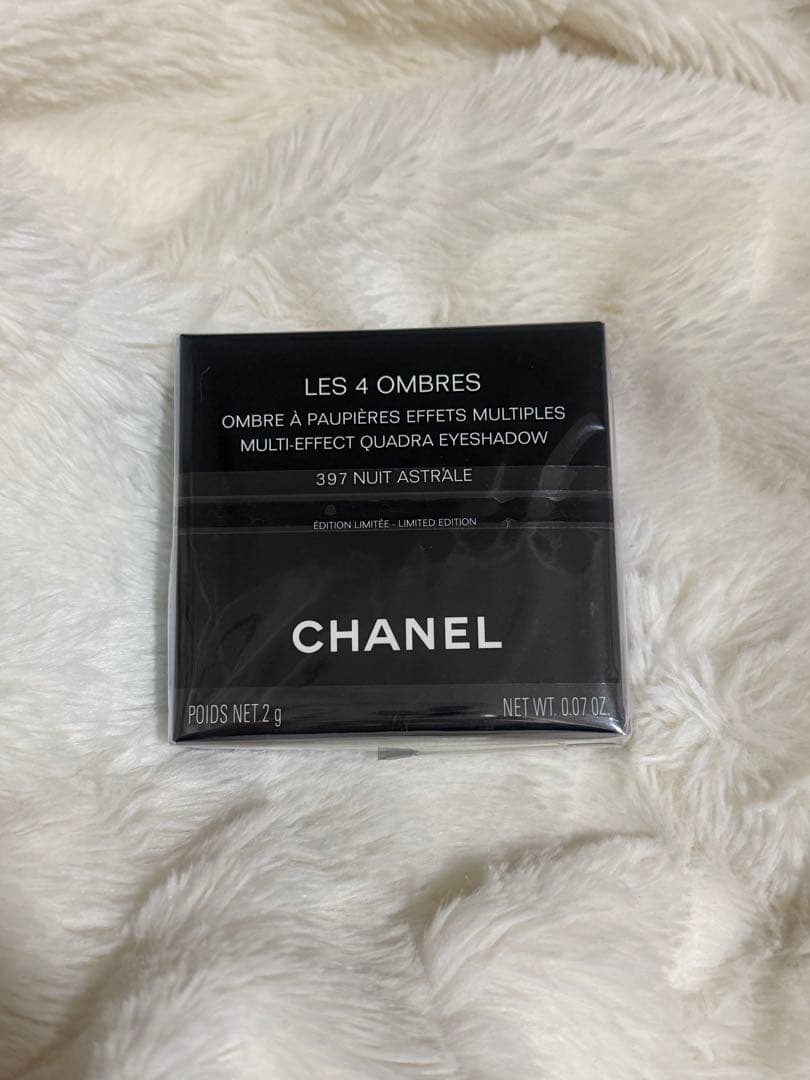 LES 4 OMBRES
OMBRE À PAUPIÈRES EFFETS MULTIPLES
MULTI-EFFECT QUADRA EYESHADOW
397 NUIT ASTRALE
ÉDITION LIMITÉE - LIMITED EDITION
CHANEL
POIDS NET 2 g NET WT. 0.07 OZ.